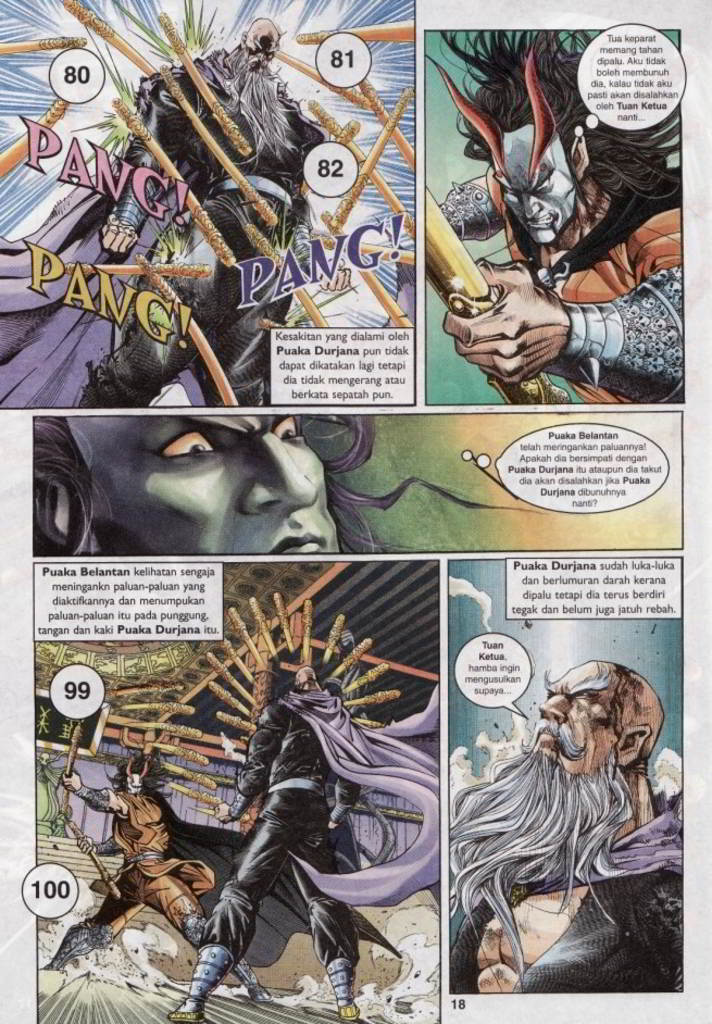 80
81
82
PANG!
PANG!
PANG!
Kesakitan yang dialami oleh
Puaka Durjana pun tidak
dapat dikatakan lagi tetapi
dia tidak mengerang atau
berkata sepatah pun.
Tua keparat
memang tahan
dipalu. Aku tidak
boleh membunuh
dia, kalau tidak aku
pasti akan disalahkan
oleh Tuan Ketua
nanti...
Puaka Belantan
telah meringankan paluannya!
Apakah dia bersimpati dengan
Puaka Durjana itu ataupun dia takut
dia akan disalahkan jika Puaka
Durjana dibunuhnya
nanti?
Puaka Belantan kelihatan sengaja
meringankn paluan-paluan yang
diaktifkannya dan menumpukan
paluan-paluan itu pada punggung,
tangan dan kaki Puaka Durjana itu.
99
100
Puaka Durjana sudah luka-luka
dan berlumuran darah kerana
dipalu tetapi dia terus berdiri
tegak dan belum juga jatuh rebah.
Tuan
Ketua,
hamba ingin
mengusulkan
supaya...
18